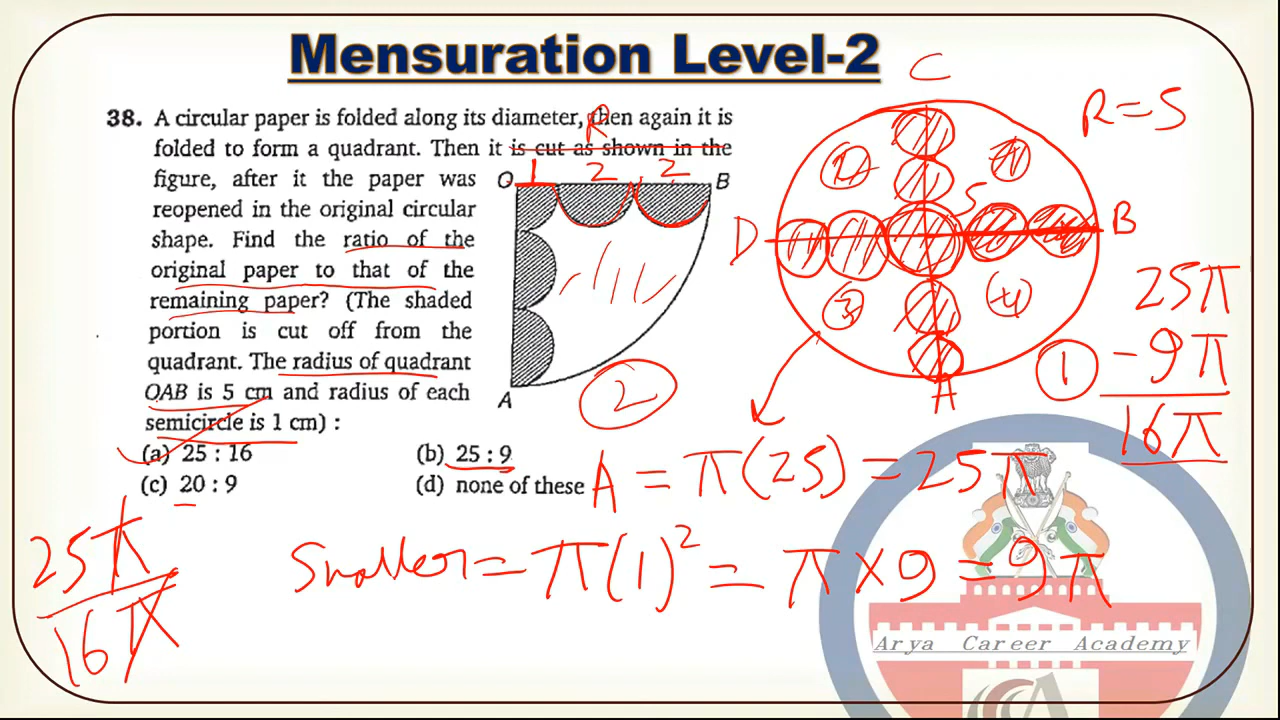 Mensuration Level-2
38. A circular paper is folded along its diameter, then again it is
folded to form a quadrant. Then it is cut as shown in the
figure, after it the paper was
reopened in the original circular
shape. Find the ratio of the
original paper to that of the
remaining paper? (The shaded
portion is cut off from the
quadrant. The radius of quadrant
OAB is 5 cm and radius of each
semicircle is 1 cm) :
(a) 25 : 16
(b) 25 : 9
(c) 20 : 9
(d) none of these
R
1 2 2
O B
A
2
C
D B
A
5
1
3
4
R=5
25π
1 - 9π
16π
A = π(25) = 25π
Smaller = π(1)² = π×9 = 9π
25π
16π
Arya Career Academy